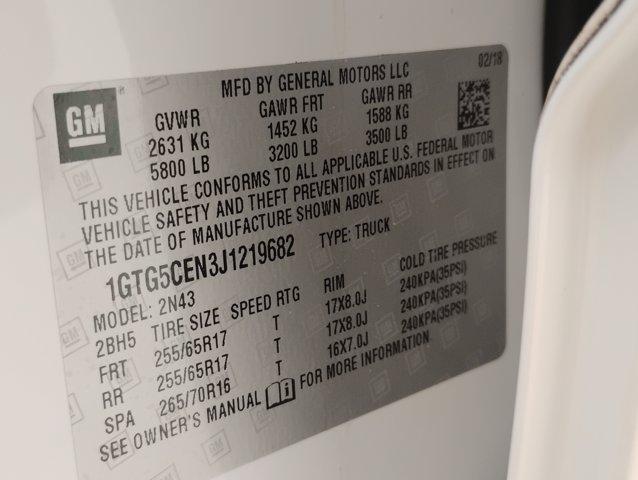 MFD BY GENERAL MOTORS LLC 02/18
GM
GVWR GAWR FRT GAWR RR
2631 KG 1452 KG 1588 KG
5800 LB 3200 LB 3500 LB
THIS VEHICLE CONFORMS TO ALL APPLICABLE U.S. FEDERAL MOTOR
VEHICLE SAFETY AND THEFT PREVENTION STANDARDS IN EFFECT ON
THE DATE OF MANUFACTURE SHOWN ABOVE.
1GTG5CEN3J1219682 TYPE: TRUCK
MODEL: 2N43
2BH5 TIRE SIZE SPEED RTG RIM COLD TIRE PRESSURE
FRT 255/65R17 T 17X8.0J 240KPA(35PSI)
RR 255/65R17 T 17X8.0J 240KPA(35PSI)
SPA 265/70R16 T 16X7.0J 240KPA(35PSI)
SEE OWNER'S MANUAL i FOR MORE INFORMATION